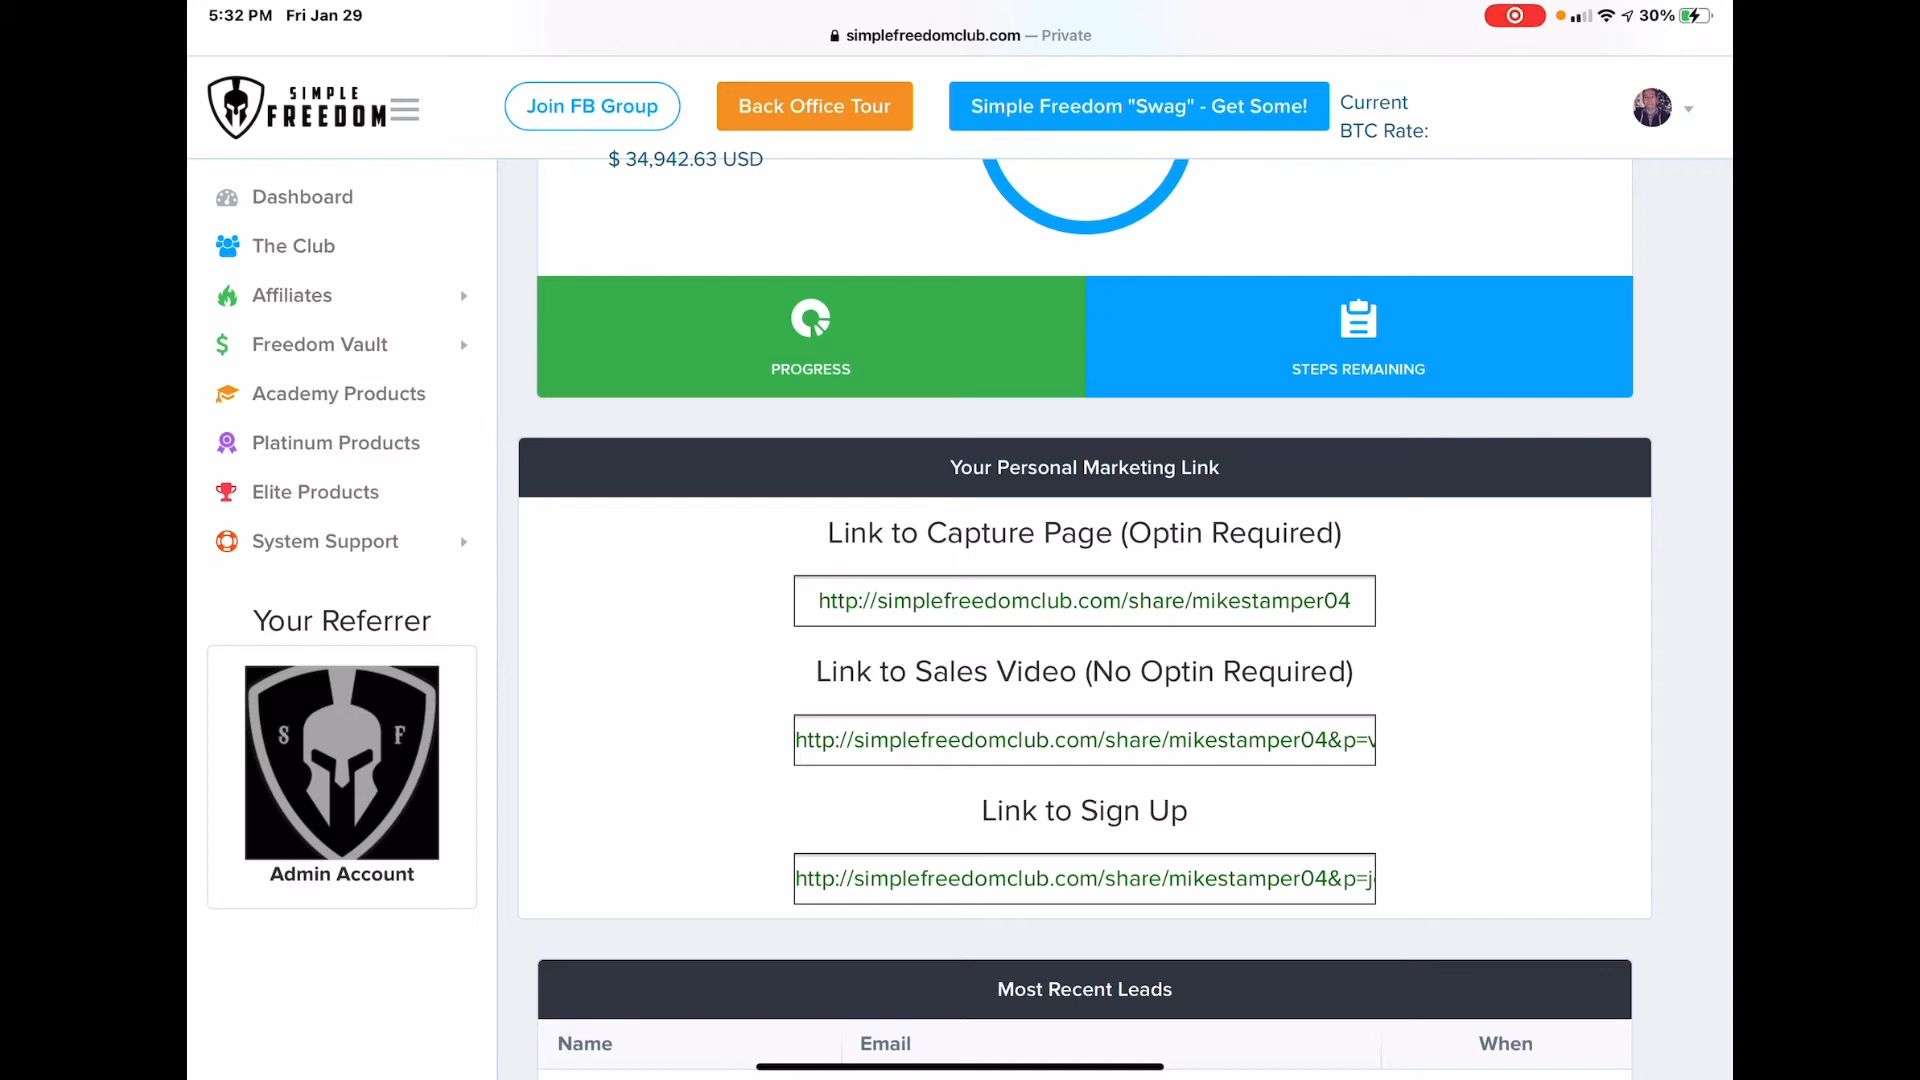 5:32 PM Fri Jan 29
30%
simplefreedomclub.com — Private
SIMPLE
FREEDOM
Join FB Group
Back Office Tour
Simple Freedom "Swag" - Get Some!
Current
BTC Rate:
$ 34,942.63 USD
Dashboard
The Club
Affiliates
Freedom Vault
Academy Products
Platinum Products
Elite Products
System Support
Your Referrer
S F
Admin Account
PROGRESS
STEPS REMAINING
Your Personal Marketing Link
Link to Capture Page (Optin Required)
http://simplefreedomclub.com/share/mikestamper04
Link to Sales Video (No Optin Required)
http://simplefreedomclub.com/share/mikestamper04&p=v
Link to Sign Up
http://simplefreedomclub.com/share/mikestamper04&p=j
Most Recent Leads
Name Email When